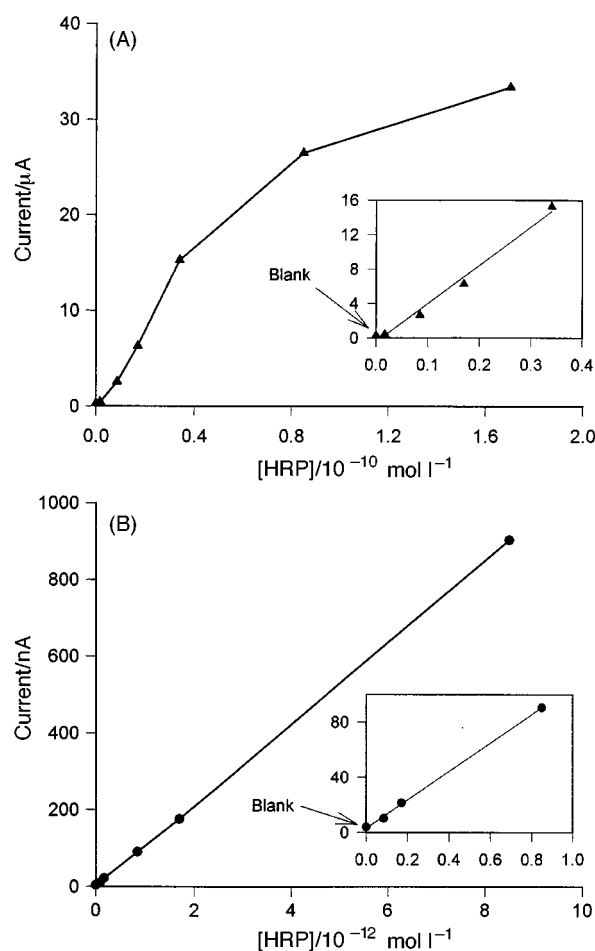 (A)
40
30
20
10
0
Current/μA
0.0 0.4 0.8 1.2 1.6 2.0
[HRP]/10⁻¹⁰ mol l⁻¹
16
12
8
4
0
Blank
0.0 0.1 0.2 0.3 0.4
(B)
1000
800
600
400
200
0
Current/nA
0 2 4 6 8 10
[HRP]/10⁻¹² mol l⁻¹
80
40
0
Blank
0.0 0.2 0.4 0.6 0.8 1.0